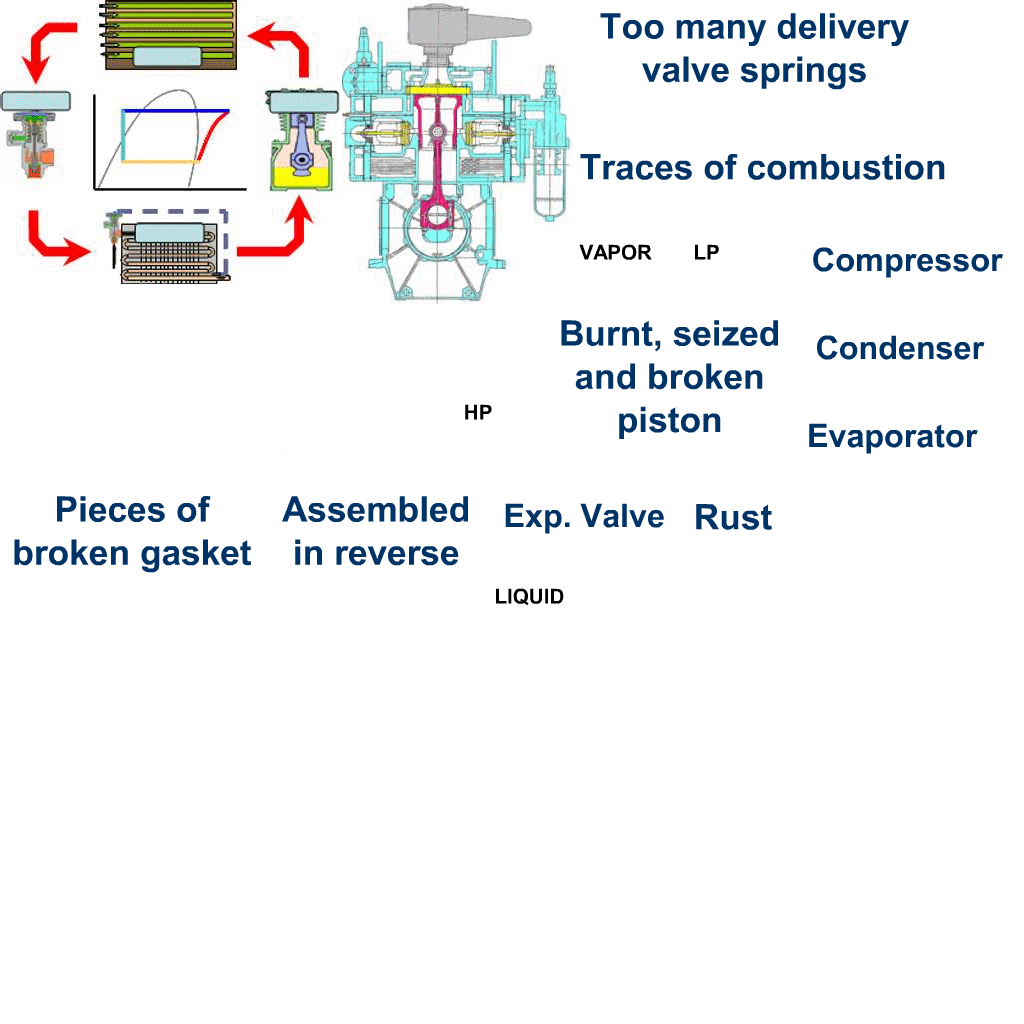 Too many delivery
valve springs
Traces of combustion
VAPOR
LP
Compressor
Burnt, seized
and broken
piston
Condenser
HP
Evaporator
Pieces of
broken gasket
Assembled
in reverse
Exp. Valve
Rust
LIQUID